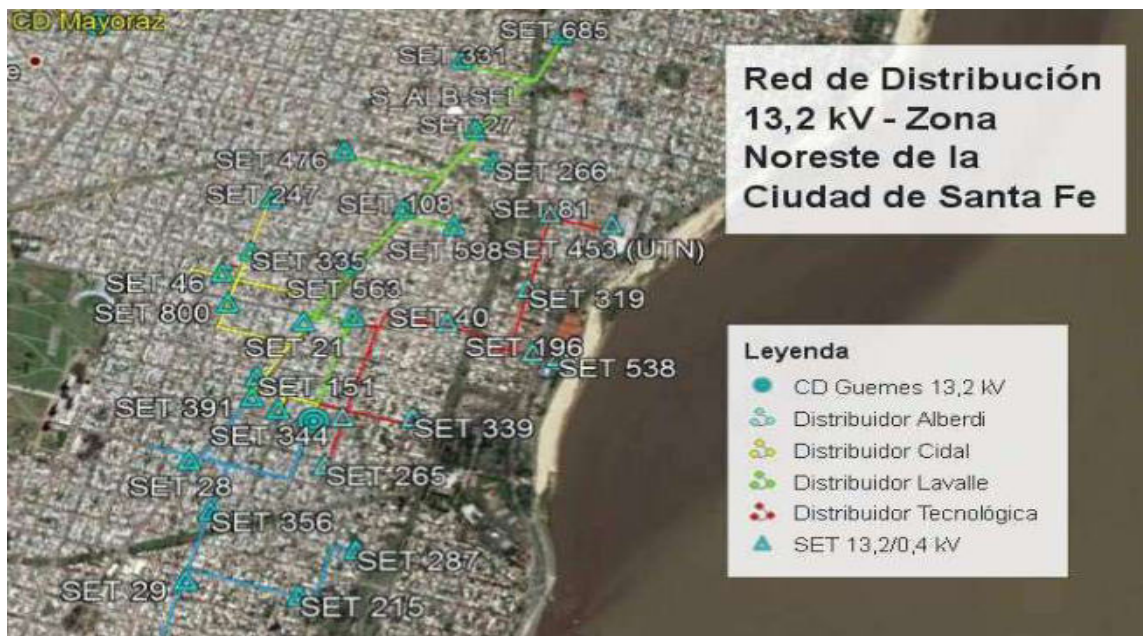 CD Mayoraz
SET 685
SET 331
e
S_ALB.SEL
SET 27
SET 476
SET 266
SET 247
SET 108
SET 81
SET 598
SET 453 (UTN)
SET 335
SET 46
SET 563
SET 319
SET 800
SET 40
SET 21
SET 196
SET 538
SET 151
SET 391
SET 344
SET 339
SET 28
SET 265
SET 356
SET 287
SET 29
SET 215
Red de Distribución
13,2 kV - Zona
Noreste de la
Ciudad de Santa Fe
Leyenda
CD Guemes 13,2 kV
Distribuidor Alberdi
Distribuidor Cidal
Distribuidor Lavalle
Distribuidor Tecnológica
SET 13,2/0,4 kV